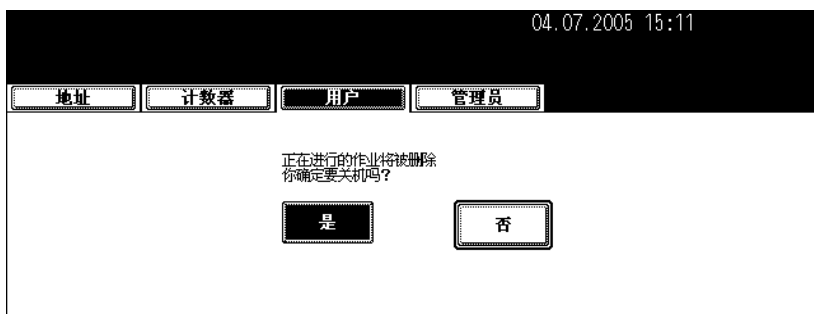 04.07.2005 15:11
地址 计数器 用户 管理员
正在进行的作业将被删除
你确定要关机吗?
是 否